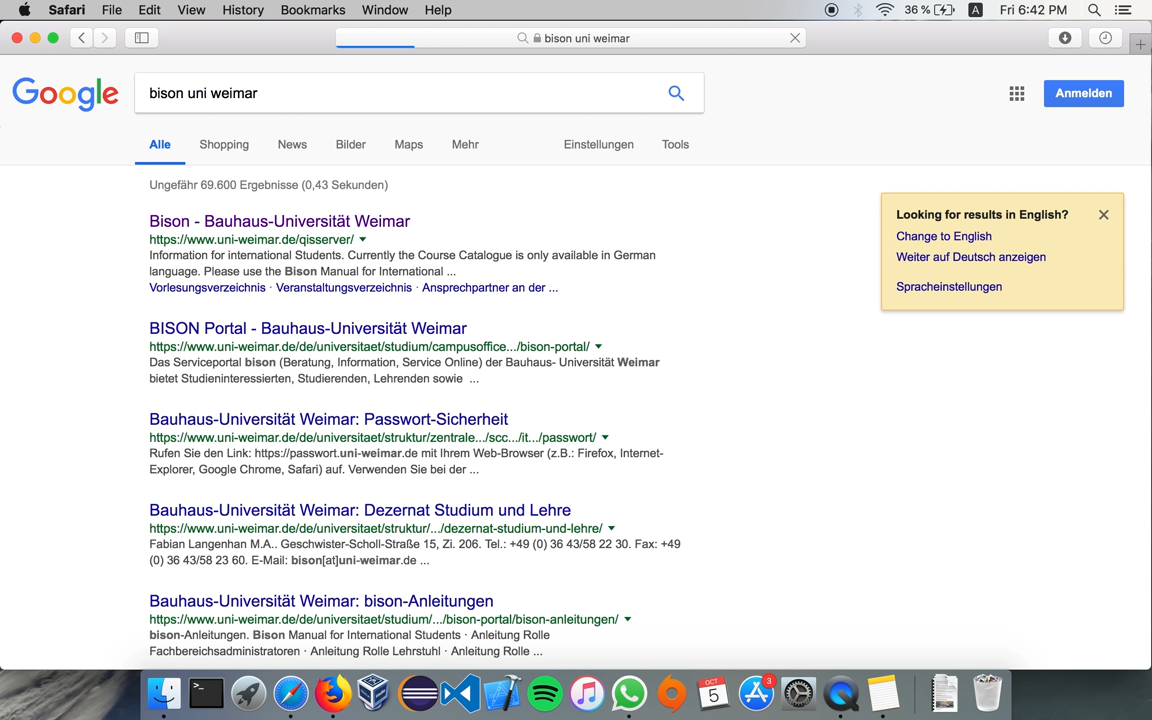 Safari File Edit View History Bookmarks Window Help 36 % A Fri 6:42 PM
bison uni weimar
Google bison uni weimar Anmelden
Alle Shopping News Bilder Maps Mehr Einstellungen Tools
Ungefähr 69.600 Ergebnisse (0,43 Sekunden)
Bison - Bauhaus-Universität Weimar
https://www.uni-weimar.de/qisserver/
Information for international Students. Currently the Course Catalogue is only available in German
language. Please use the Bison Manual for International ...
Vorlesungsverzeichnis · Veranstaltungsverzeichnis · Ansprechpartner an der ...
BISON Portal - Bauhaus-Universität Weimar
https://www.uni-weimar.de/de/universitaet/studium/campusoffice.../bison-portal/
Das Serviceportal bison (Beratung, Information, Service Online) der Bauhaus- Universität Weimar
bietet Studieninteressierten, Studierenden, Lehrenden sowie ...
Bauhaus-Universität Weimar: Passwort-Sicherheit
https://www.uni-weimar.de/de/universitaet/struktur/zentrale.../scc.../it.../passwort/
Rufen Sie den Link: https://passwort.uni-weimar.de mit Ihrem Web-Browser (z.B.: Firefox, Internet-
Explorer, Google Chrome, Safari) auf. Verwenden Sie bei der ...
Bauhaus-Universität Weimar: Dezernat Studium und Lehre
https://www.uni-weimar.de/de/universitaet/struktur/.../dezernat-studium-und-lehre/
Fabian Langenhan M.A.. Geschwister-Scholl-Straße 15, Zi. 206. Tel.: +49 (0) 36 43/58 22 30. Fax: +49
(0) 36 43/58 23 60. E-Mail: bison[at]uni-weimar.de ...
Bauhaus-Universität Weimar: bison-Anleitungen
https://www.uni-weimar.de/de/universitaet/studium/.../bison-portal/bison-anleitungen/
bison-Anleitungen. Bison Manual for International Students · Anleitung Rolle
Fachbereichsadministratoren · Anleitung Rolle Lehrstuhl · Anleitung Rolle ...
Looking for results in English?
Change to English
Weiter auf Deutsch anzeigen
Spracheinstellungen
OCT
5
3